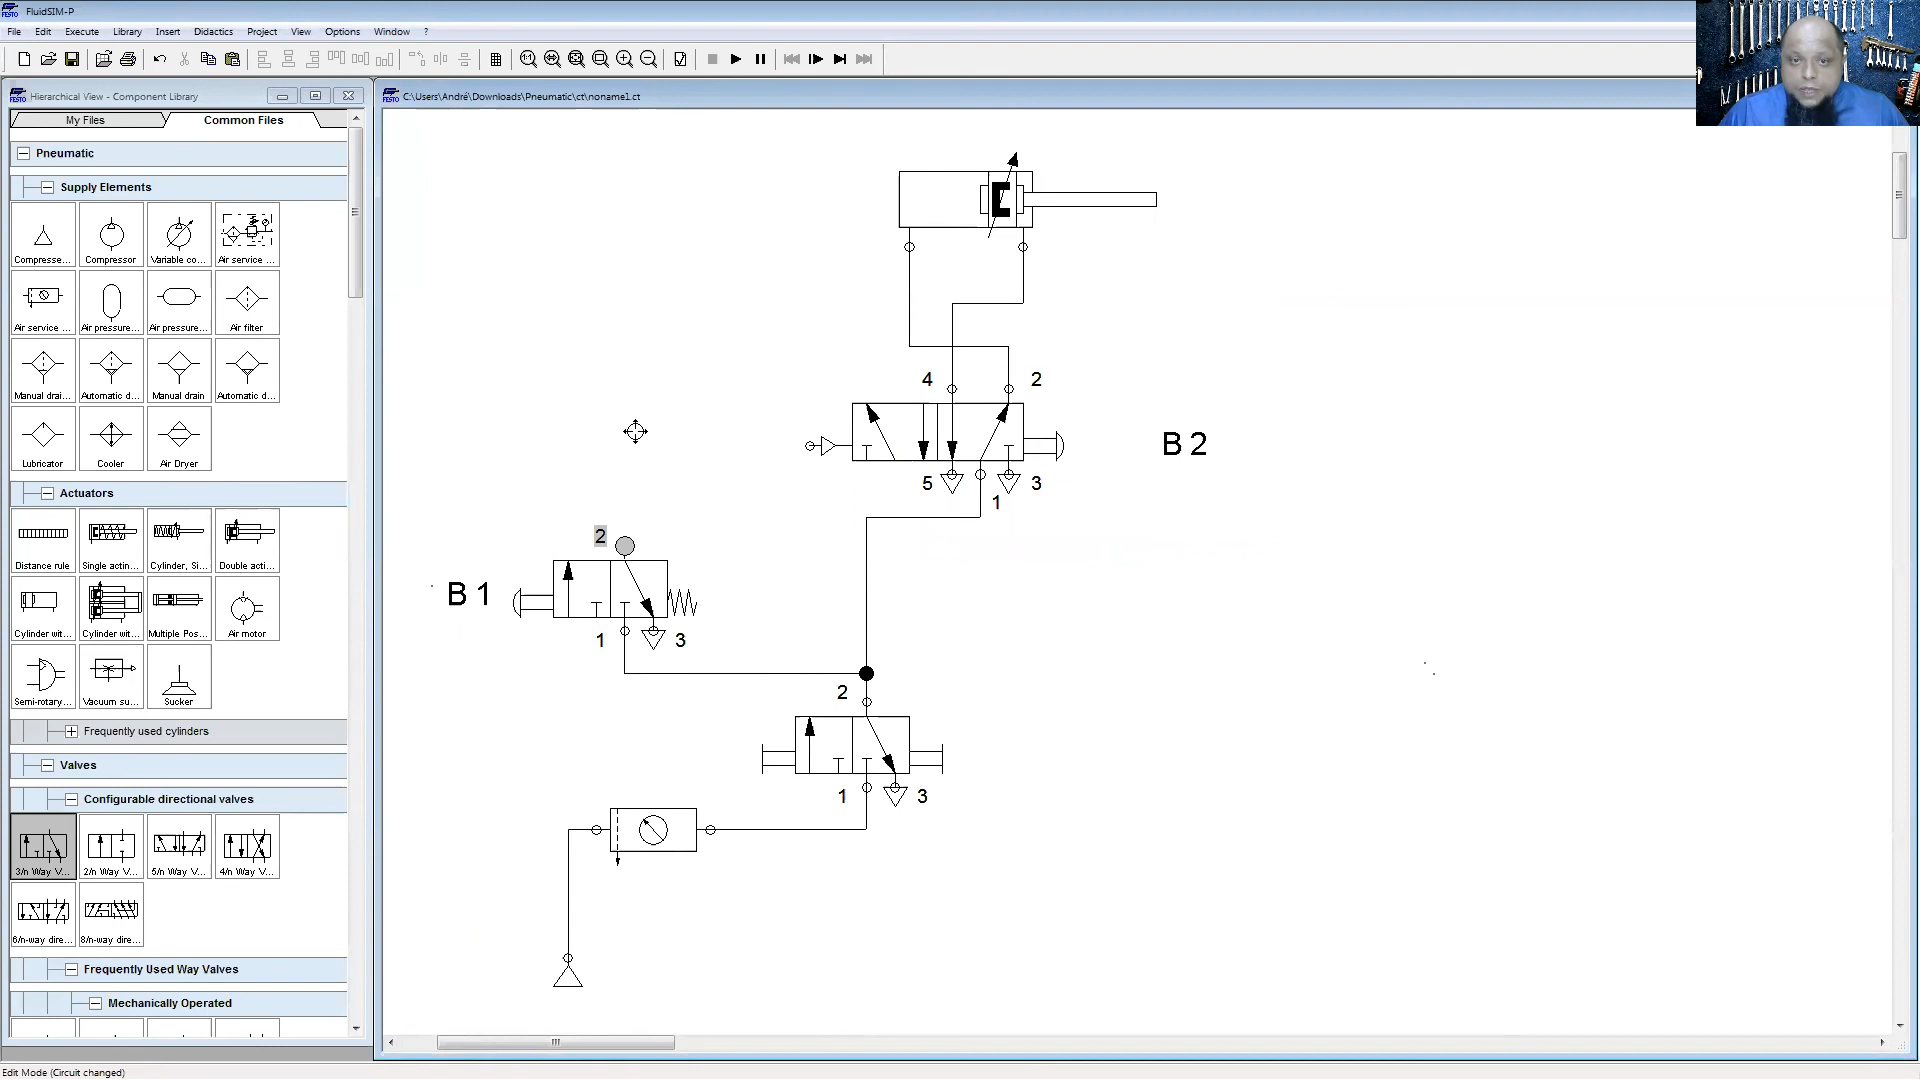 FluidSIM-P
File Edit Execute Library Insert Didactics Project View Options Window ?
FESTO
Hierarchical View - Component Library
C:\Users\André\Downloads\Pneumatic\ct\noname1.ct
My Files
Common Files
Pneumatic
Supply Elements
Compresse...
Compressor
Variable co...
Air service ...
Air service ...
Air pressure...
Air pressure...
Air filter
Manual drai...
Automatic d...
Manual drain
Automatic d...
Lubricator
Cooler
Air Dryer
Actuators
Distance rule
Single actin...
Cylinder, Si...
Double acti...
Cylinder wit...
Cylinder wit...
Multiple Pos...
Air motor
Semi-rotary...
Vacuum su...
Sucker
Frequently used cylinders
Valves
Configurable directional valves
3/n Way V...
2/n Way V...
5/n Way V...
4/n Way V...
6/n-way dire...
8/n-way dire...
Frequently Used Way Valves
Mechanically Operated
4 2
B 2
5 1 3
2
B 1
1 3
2
1 3
Edit Mode (Circuit changed)